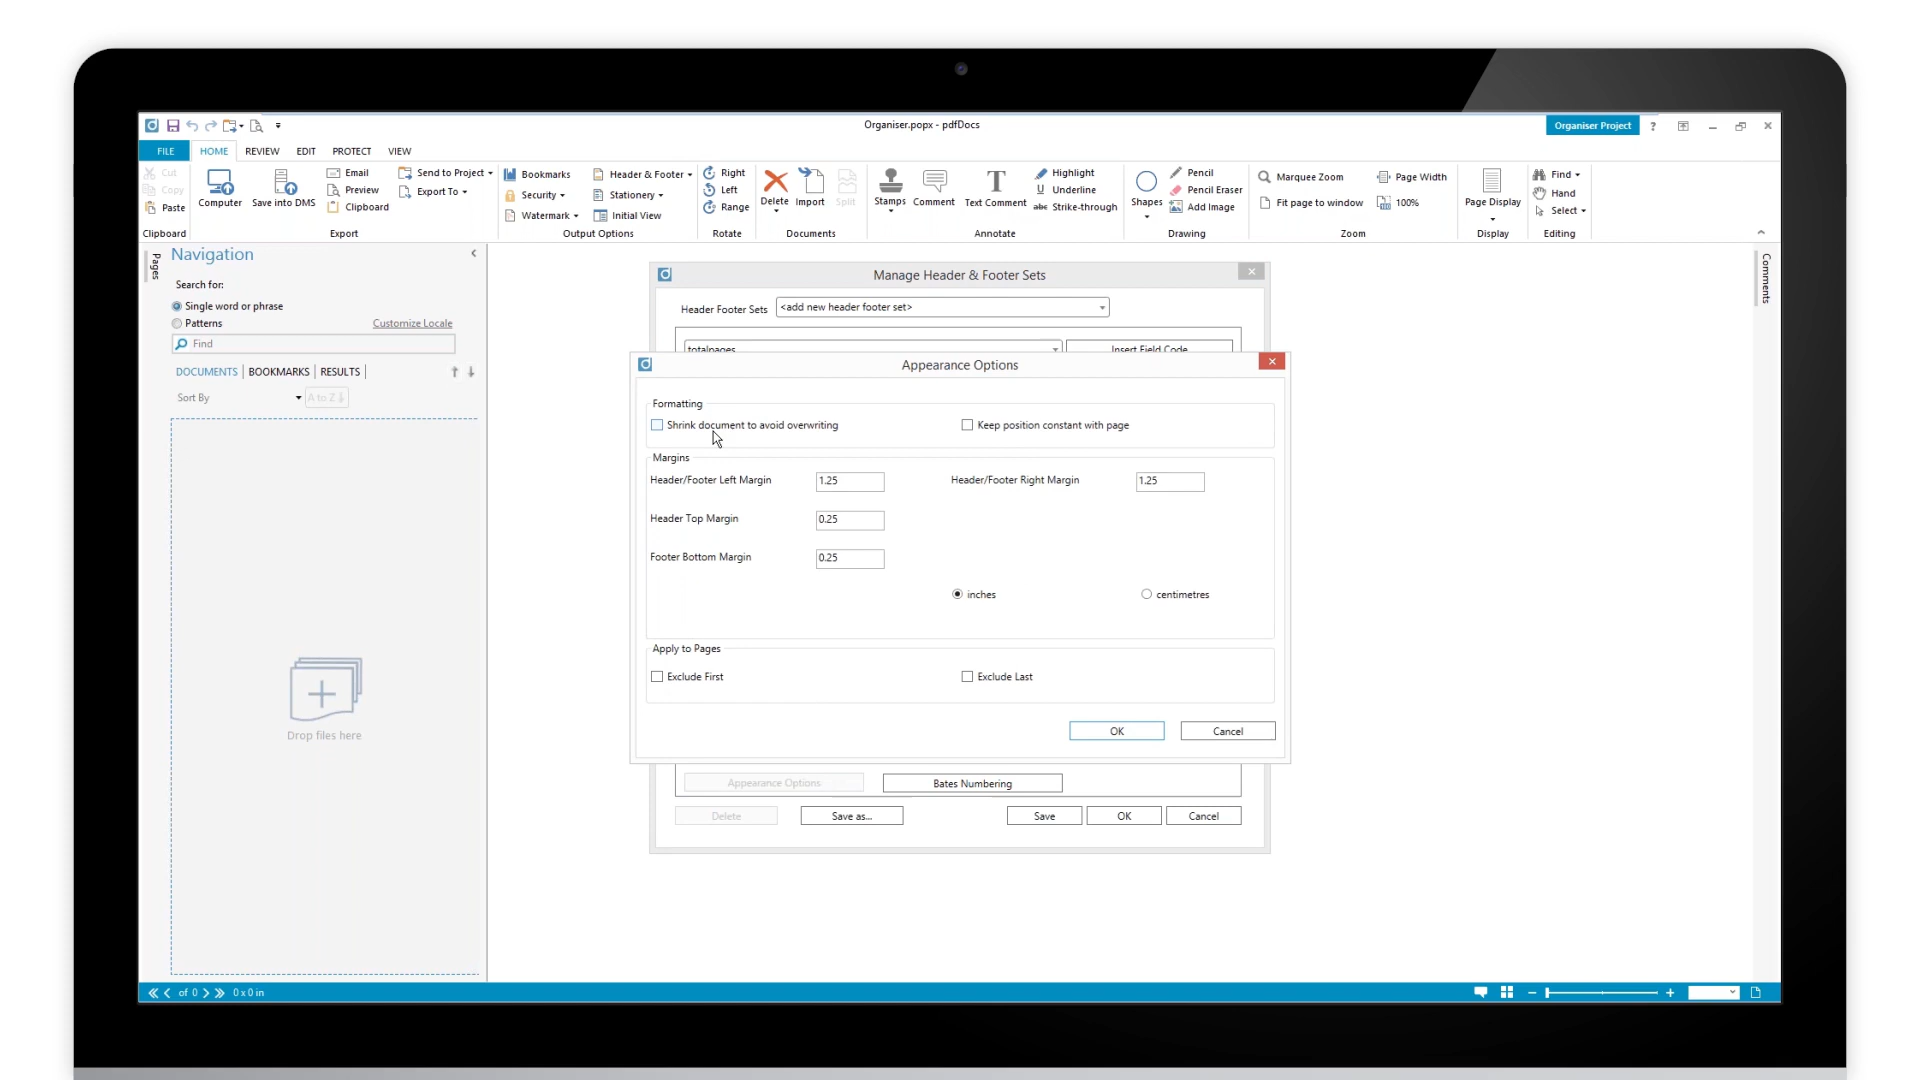 Organiser.popx - pdfDocs
Organiser Project
?
FILE HOME REVIEW EDIT PROTECT VIEW
Cut
Copy
Paste
Clipboard
Computer
Save into DMS
Email
Preview
Clipboard
Send to Project
Export To
Export
Bookmarks
Security
Watermark
Header & Footer
Stationery
Initial View
Output Options
Right
Left
Range
Rotate
Delete
Import
Split
Documents
Stamps
Comment
T
Text Comment
Highlight
U Underline
abc Strike-through
Annotate
Shapes
Pencil
Pencil Eraser
Add Image
Drawing
Marquee Zoom
Fit page to window
Page Width
100%
Zoom
Page Display
Display
Find
Hand
Select
Editing
Pages
Navigation
Search for:
Single word or phrase
Patterns
Customize Locale
Find
DOCUMENTS BOOKMARKS RESULTS
Sort By
A to Z
Drop files here
Comments
Manage Header & Footer Sets
Header Footer Sets <add new header footer set>
totalpages
Insert Field Code
Appearance Options
Formatting
Shrink document to avoid overwriting
Keep position constant with page
Margins
Header/Footer Left Margin 1.25
Header/Footer Right Margin 1.25
Header Top Margin 0.25
Footer Bottom Margin 0.25
inches
centimetres
Apply to Pages
Exclude First
Exclude Last
OK
Cancel
Appearance Options
Bates Numbering
Delete
Save as...
Save
OK
Cancel
of 0
0 x 0 in